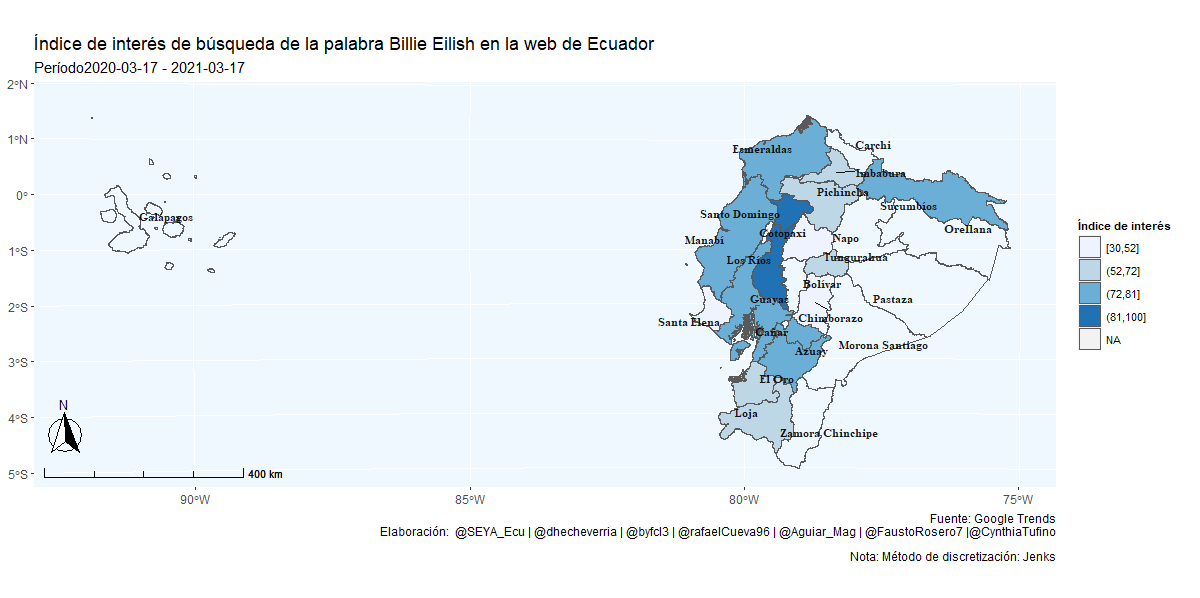 Índice de interés de búsqueda de la palabra Billie Eilish en la web de Ecuador
Período2020-03-17 - 2021-03-17
2°N
1°N
0°
1°S
2°S
3°S
4°S
5°S
90°W
85°W
80°W
75°W
Galápagos
Esmeraldas
Carchi
Imbabura
Pichincha
Sucumbíos
Santo Domingo
Orellana
Manabí
Cotopaxi
Napo
Los Ríos
Tungurahua
Bolívar
Guayas
Pastaza
Santa Elena
Chimborazo
Cañar
Azuay
Morona Santiago
El Oro
Loja
Zamora Chinchipe
N
400 km
Índice de interés
[30,52]
(52,72]
(72,81]
(81,100]
NA
Fuente: Google Trends
Elaboración: @SEYA_Ecu | @dhecheverria | @byfcl3 | @rafaelCueva96 | @Aguiar_Mag | @FaustoRosero7 |@CynthiaTufino
Nota: Método de discretización: Jenks